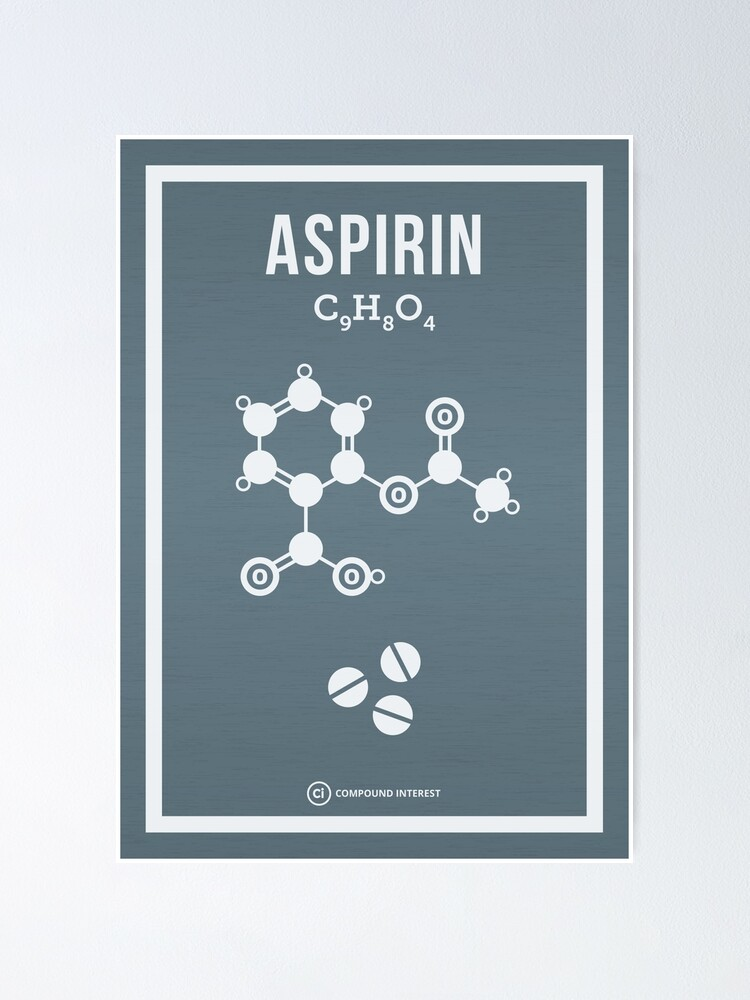 ASPIRIN
C₉H₈O₄
O
O
O O
Ci COMPOUND INTEREST